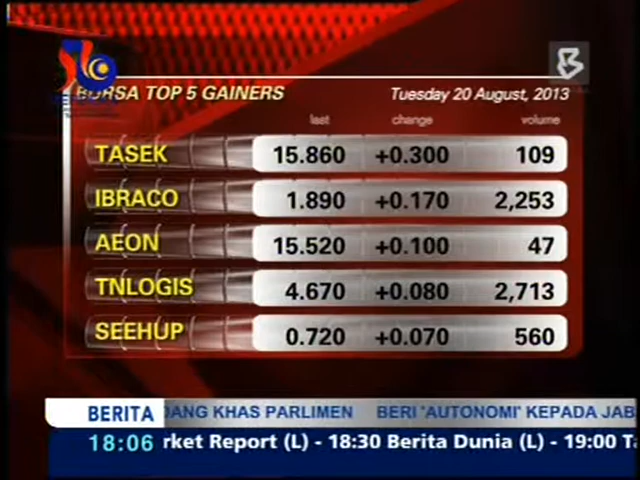 56
BURSA TOP 5 GAINERS Tuesday 20 August, 2013
last change volume
TASEK 15.860 +0.300 109
IBRACO 1.890 +0.170 2,253
AEON 15.520 +0.100 47
TNLOGIS 4.670 +0.080 2,713
SEEHUP 0.720 +0.070 560
BERITA DANG KHAS PARLIMEN BERI 'AUTONOMI' KEPADA JAB
18:06 rket Report (L) - 18:30 Berita Dunia (L) - 19:00 T